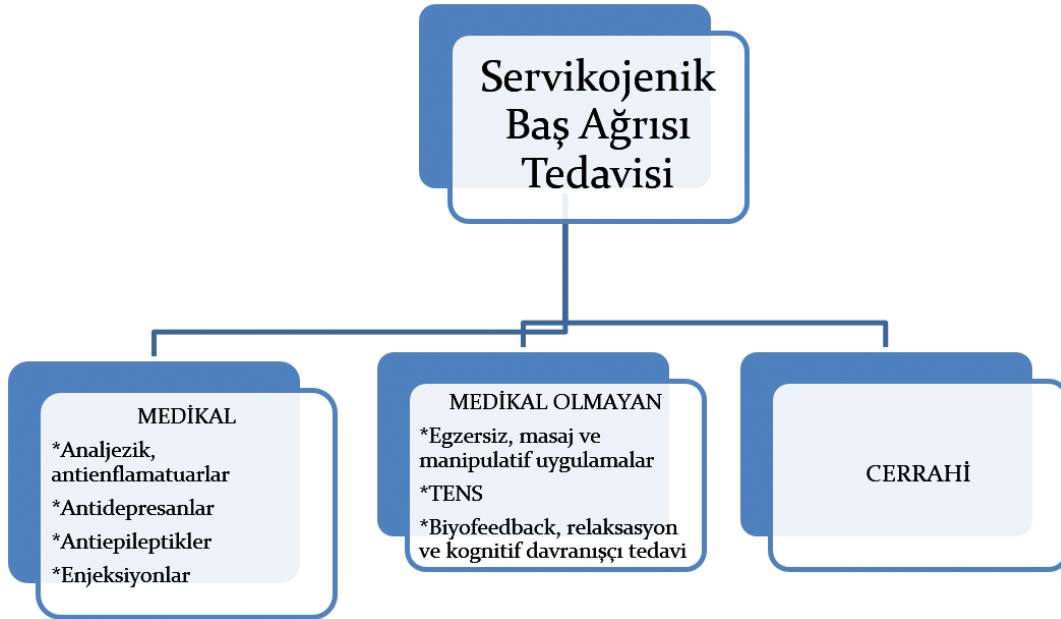 Servikojenik
Baş Ağrısı
Tedavisi
MEDİKAL
*Analjezik,
antienflamatuarlar
*Antidepresanlar
*Antiepileptikler
*Enjeksiyonlar
MEDİKAL OLMAYAN
*Egzersiz, masaj ve
manipulatif uygulamalar
*TENS
*Biyofeedback, relaksasyon
ve kognitif davranışçı tedavi
CERRAHİ